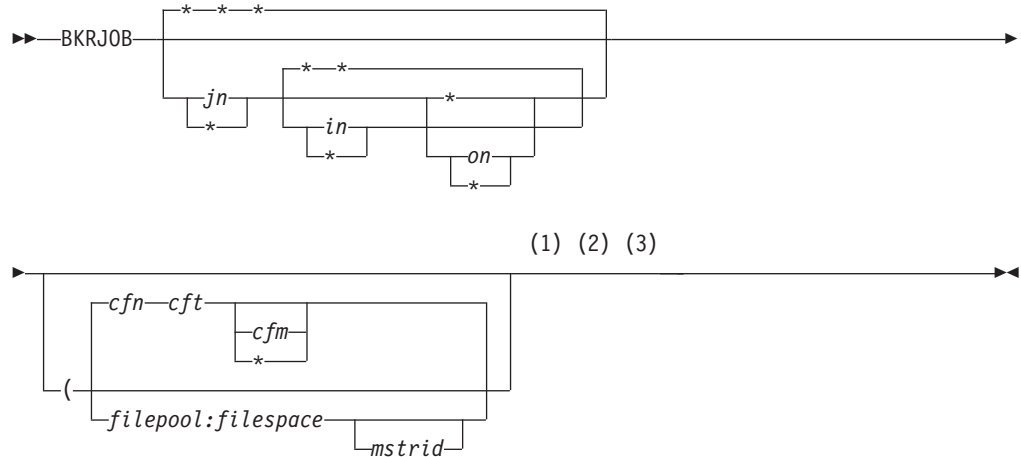 * * *
BKRJOB
* *
jn *
* in
* on
*
(1) (2) (3)
cfn cft
cfm
*
(
filepool:filespace
mstrid